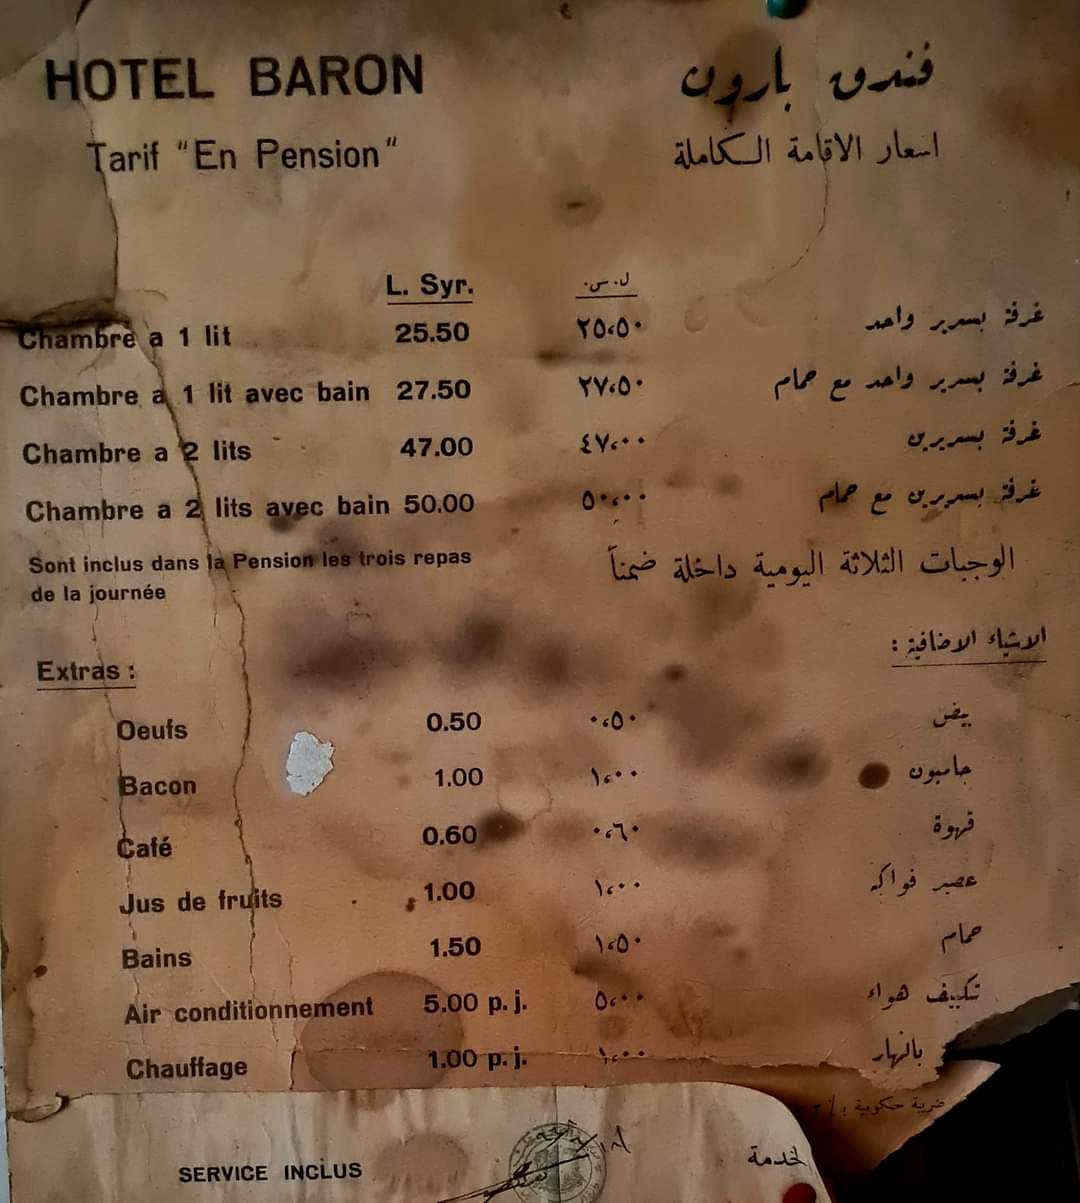 HOTEL BARON فندق بارون
Tarif "En Pension" اسعار الاقامة الكاملة
L. Syr. ل.س.
Chambre a 1 lit 25.50 ٢٥،٥٠ غرفة بسرير واحد
Chambre a 1 lit avec bain 27.50 ٢٧،٥٠ غرفة بسرير واحد مع حمام
Chambre a 2 lits 47.00 ٤٧،٠٠ غرفة بسريرين
Chambre a 2 lits avec bain 50.00 ٥٠،٠٠ غرفة بسريرين مع حمام
Sont inclus dans la Pension les trois repas
de la journée
الوجبات الثلاثة اليومية داخلة ضمناً
Extras : الاشياء الاضافية :
Oeufs 0.50 ٠،٥٠ بيض
Bacon 1.00 ١،٠٠ جامبون
Café 0.60 ٠،٦٠ قهوة
Jus de fruits 1.00 ١،٠٠ عصير فواكه
Bains 1.50 ١،٥٠ حمام
Air conditionnement 5.00 p. j. ٥،٠٠ تكييف هواء
Chauffage 1.00 p. j. ١،٠٠ بالنهار
ضريبة حكومية
SERVICE INCLUS لخدمة